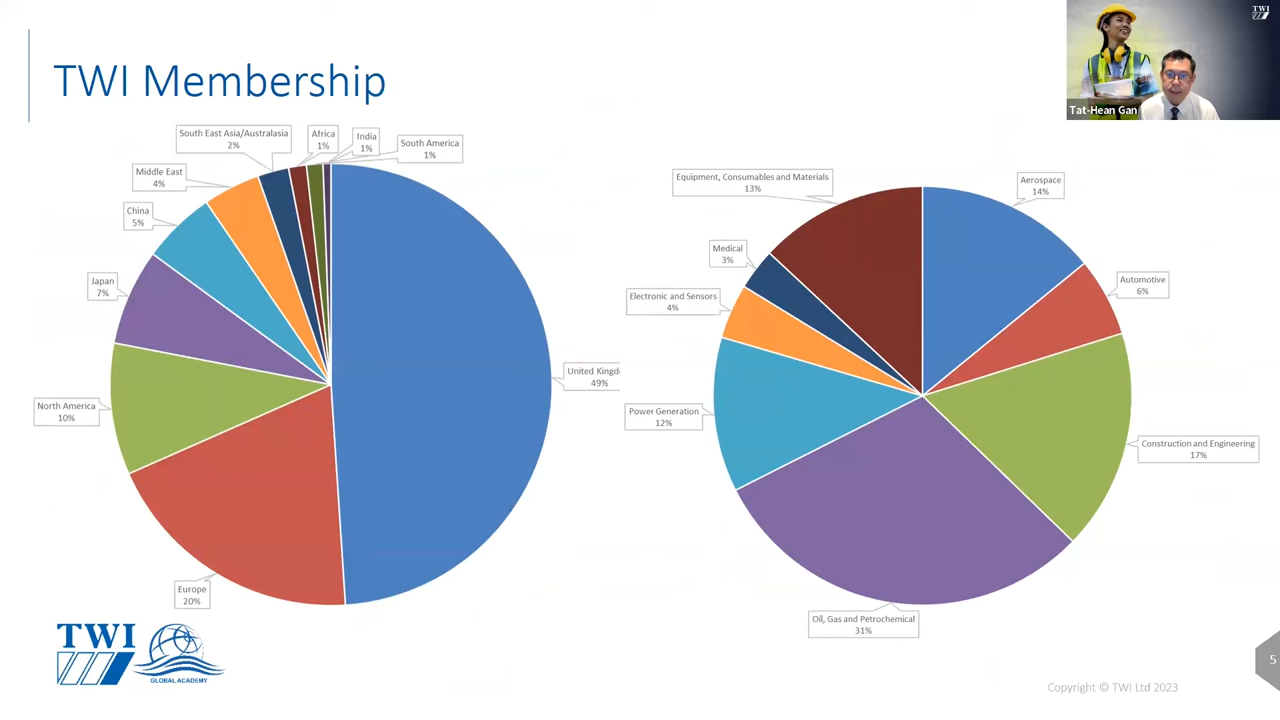 TWI Membership
TWI
Tat-Hean Gan
South East Asia/Australasia
2%
Africa
1%
India
1%
South America
1%
Middle East
4%
China
5%
Japan
7%
North America
10%
Europe
20%
United Kingd
49%
Equipment, Consumables and Materials
13%
Aerospace
14%
Medical
3%
Automotive
6%
Electronic and Sensors
4%
Power Generation
12%
Construction and Engineering
17%
Oil, Gas and Petrochemical
31%
TWI
GLOBAL ACADEMY
5
Copyright © TWI Ltd 2023